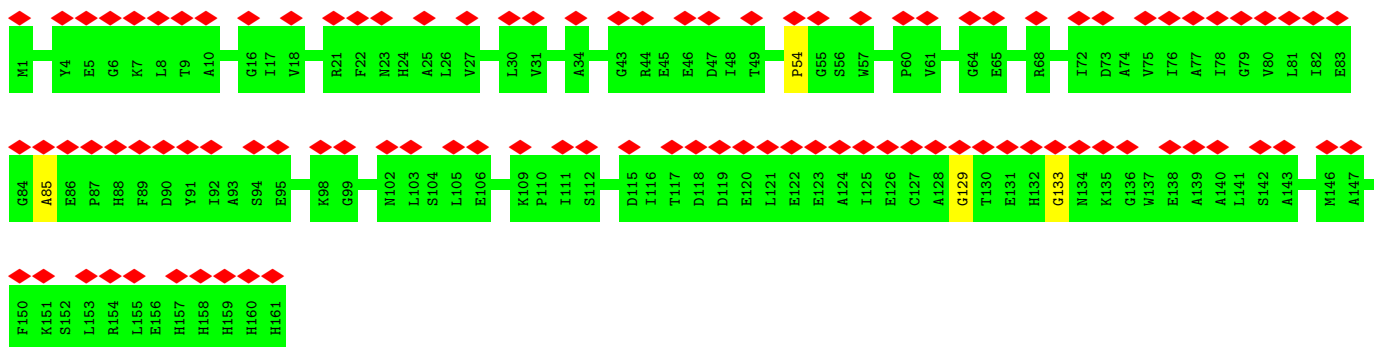 M1 Y4 E5 G6 K7 L8 T9 A10 G16 I17 V18 R21 F22 N23 H24 A25 L26 V27 L30 V31 A34 G43 R44 E45 E46 D47 I48 T49 P54 G55 S56 W57 P60 V61 G64 E65 R68 I72 D73 A74 V75 I76 A77 I78 G79 V80 L81 I82 E83
G84 A85 E86 P87 H88 F89 D90 Y91 I92 A93 S94 E95 K98 G99 N102 L103 S104 L105 E106 K109 P110 I111 S112 D115 I116 T117 D118 D119 E120 L121 E122 E123 A124 I125 E126 C127 A128 G129 T130 E131 H132 G133 N134 K135 G136 W137 E138 A139 A140 L141 S142 A143 M146 A147
F150 K151 S152 L153 R154 L155 E156 H157 H158 H159 H160 H161